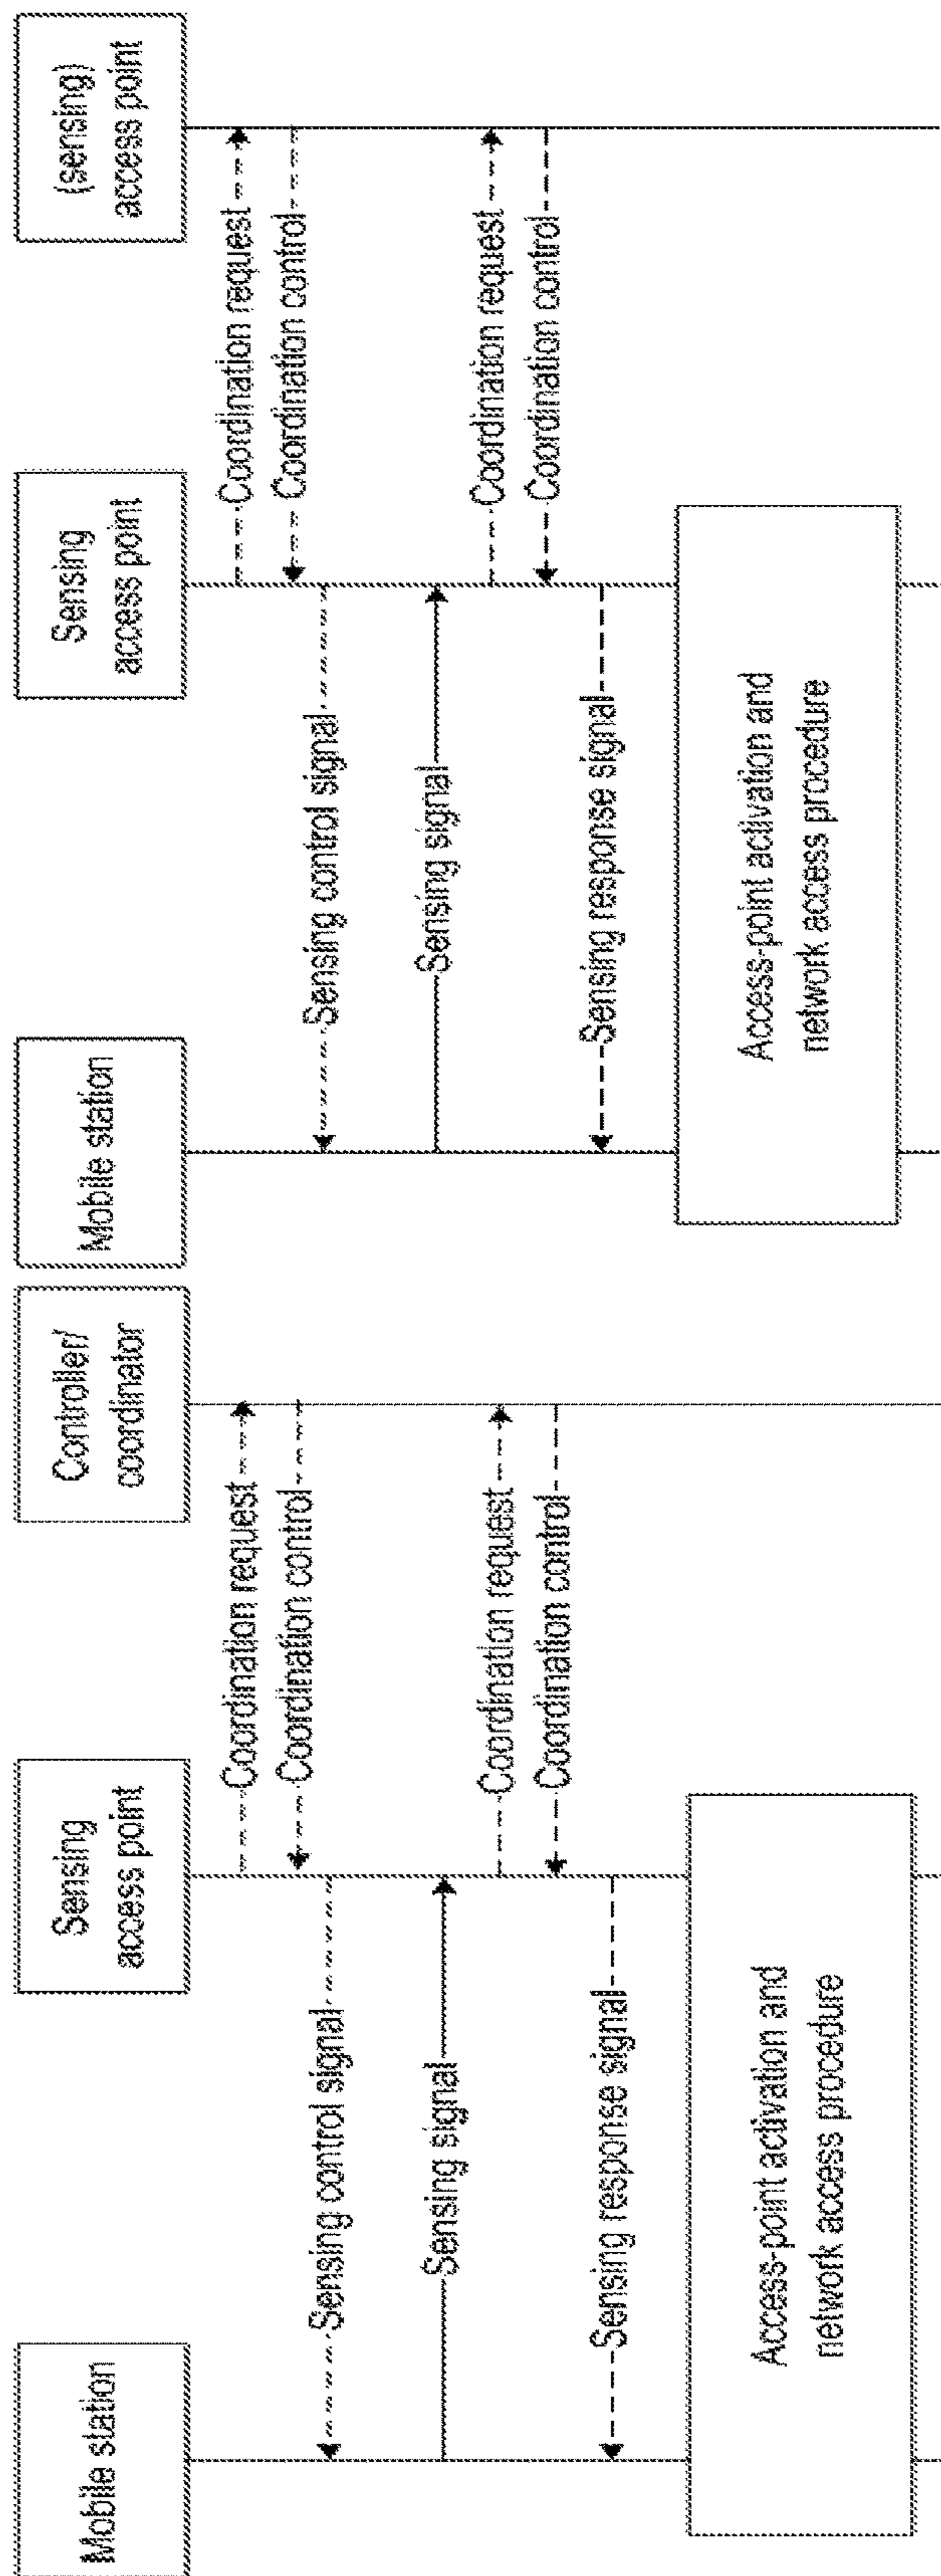 Mobile station
Sensing
access point
Controller/
coordinator
Coordination request
Coordination control
Sensing control signal
Sensing signal
Coordination request
Coordination control
Sensing response signal
Access-point activation and
network access procedure
Mobile station
Sensing
access point
(sensing)
access point
Coordination request
Coordination control
Sensing control signal
Sensing signal
Coordination request
Coordination control
Sensing response signal
Access-point activation and
network access procedure